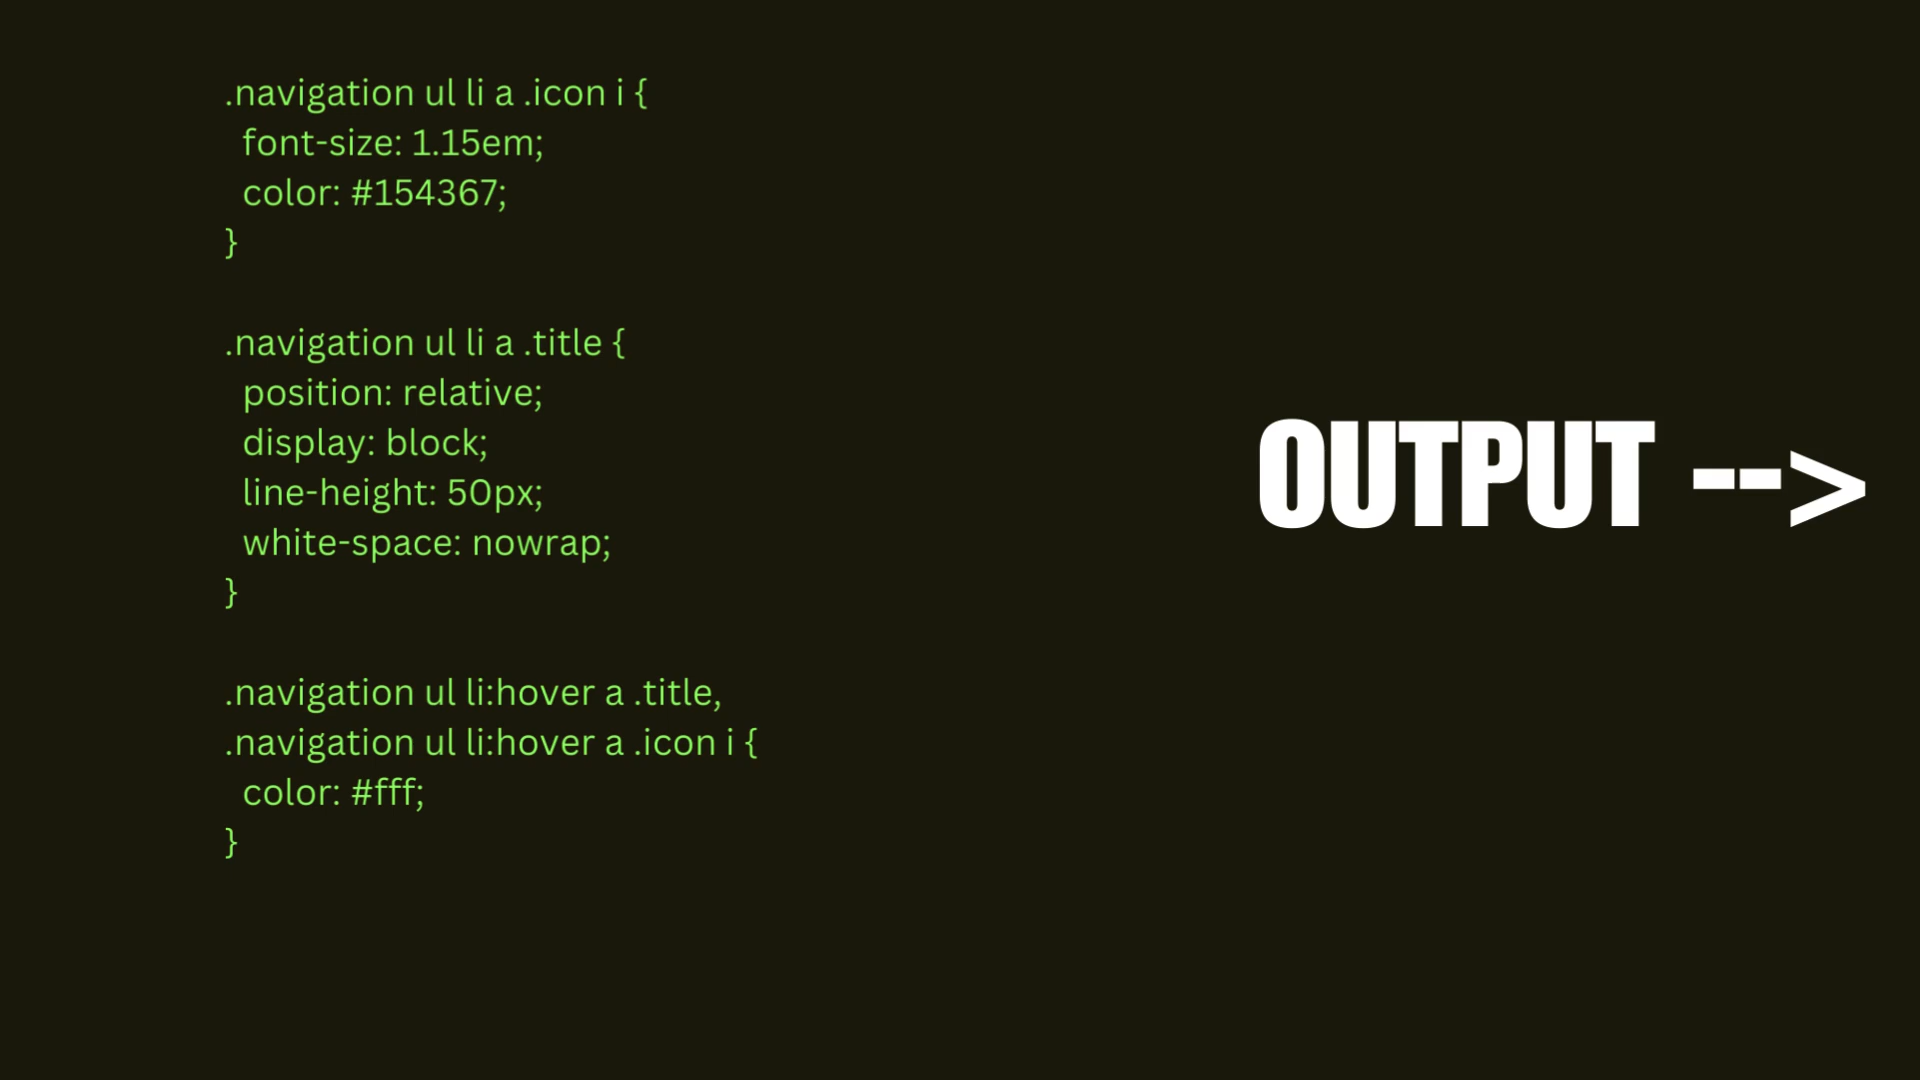 .navigation ul li a .icon i {
  font-size: 1.15em;
  color: #154367;
}

.navigation ul li a .title {
  position: relative;
  display: block;
  line-height: 50px;
  white-space: nowrap;
}

.navigation ul li:hover a .title,
.navigation ul li:hover a .icon i {
  color: #fff;
}
OUTPUT -->